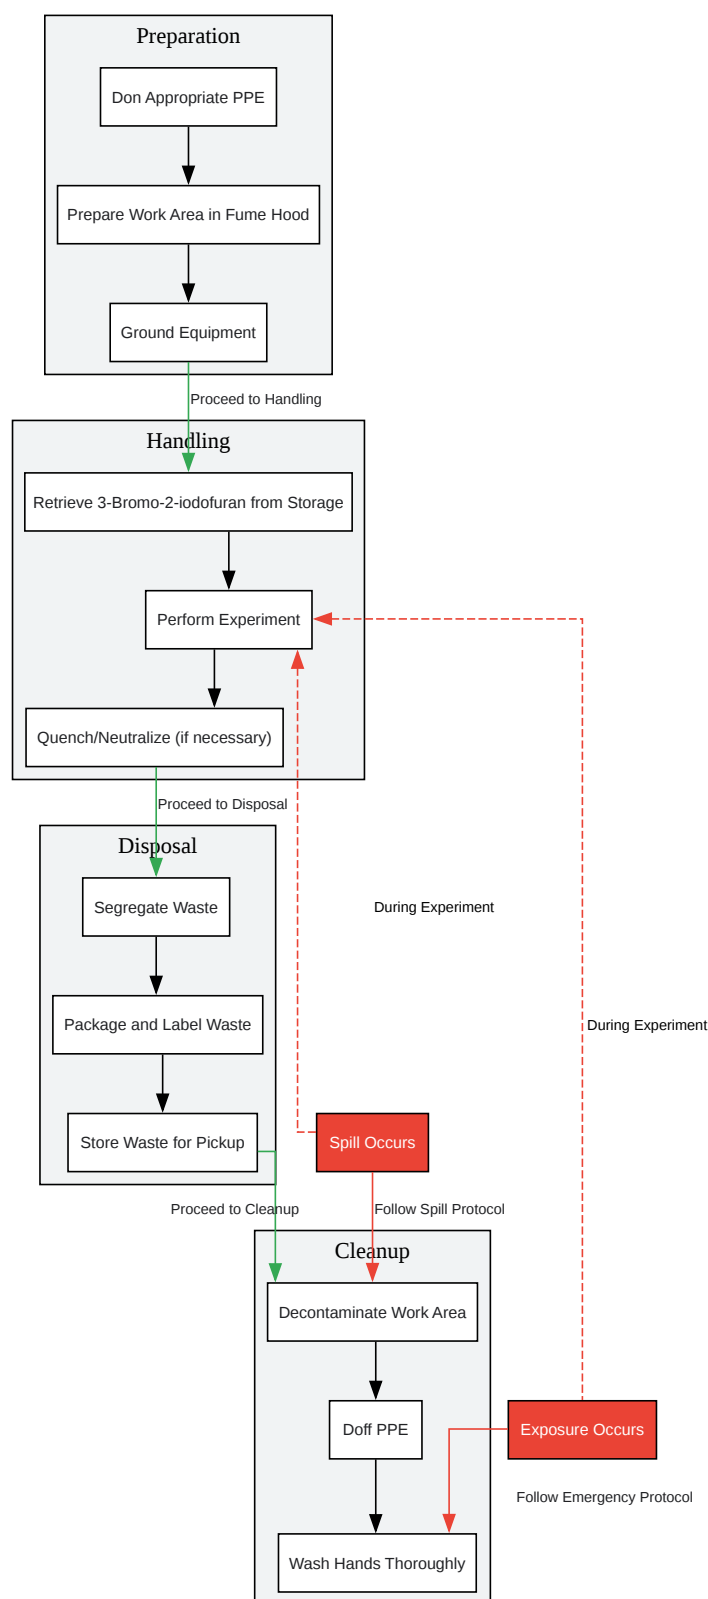 Preparation
Don Appropriate PPE
Prepare Work Area in Fume Hood
Ground Equipment
Proceed to Handling
Handling
Retrieve 3-Bromo-2-iodofuran from Storage
Perform Experiment
Quench/Neutralize (if necessary)
Proceed to Disposal
Disposal
Segregate Waste
During Experiment
Package and Label Waste
During Experiment
Store Waste for Pickup
Spill Occurs
Proceed to Cleanup
Follow Spill Protocol
Cleanup
Decontaminate Work Area
Doff PPE
Exposure Occurs
Follow Emergency Protocol
Wash Hands Thoroughly